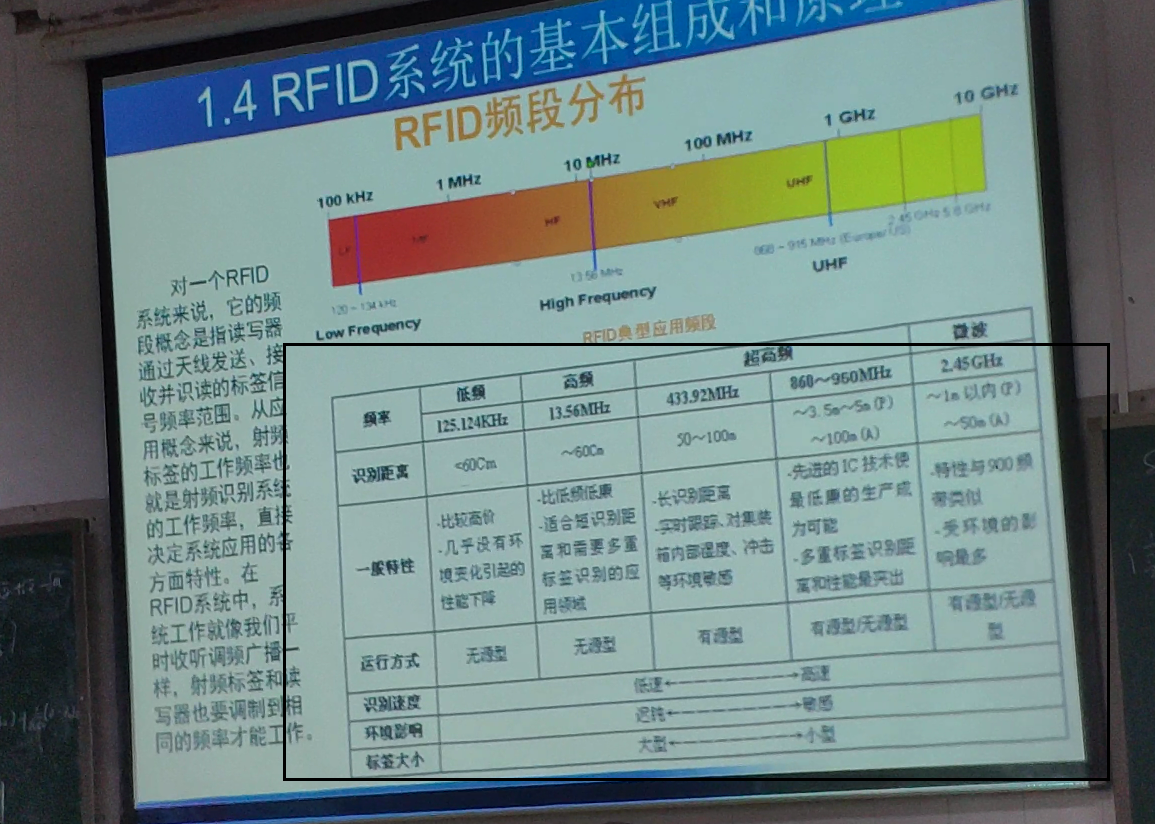 1.4 RFID系统的基本组成和原理
RFID频段分布
100 kHz
1 MHz
10 MHz
100 MHz
1 GHz
10 GHz
LF
MF
HF
VHF
UHF
120 ~ 134 kHz
13.56 MHz
868 ~ 915 MHz (Europe/US)
2.45 GHz 5.8 GHz
Low Frequency
High Frequency
UHF
对一个RFID
系统来说，它的频
段概念是指读写器
通过天线发送、接
收并识读的标签信
号频率范围。从应
用概念来说，射频
标签的工作频率也
就是射频识别系统
的工作频率，直接
决定系统应用的各
方面特性。在
RFID系统中，系
统工作就像我们平
时收听调频广播一
样，射频标签和读
写器也要调制到相
同的频率才能工作。
RFID典型应用频段
频率
低频
高频
超高频
微波
125.124KHz
13.56MHz
433.92MHz
860～960MHz
2.45GHz
识别距离
<60Cm
～60Cm
50～100m
～3.5m～5m (P)
～100m (A)
～1m 以内 (P)
～50m (A)
一般特性
-比较高价
-几乎没有环
境变化引起的
性能下降
-比低频低廉
-适合短识别距
离和需要多重
标签识别的应
用领域
-长识别距离
-实时跟踪、对集装
箱内部湿度、冲击
等环境敏感
-先进的 IC 技术使
最低廉的生产成
为可能
-多重标签识别距
离和性能最突出
-特性与 900 频
带类似
-受环境的影
响最多
运行方式
无源型
无源型
有源型
有源型/无源型
有源型/无源
型
识别速度
低速←→高速
环境影响
迟钝←→敏感
标签大小
大型←→小型